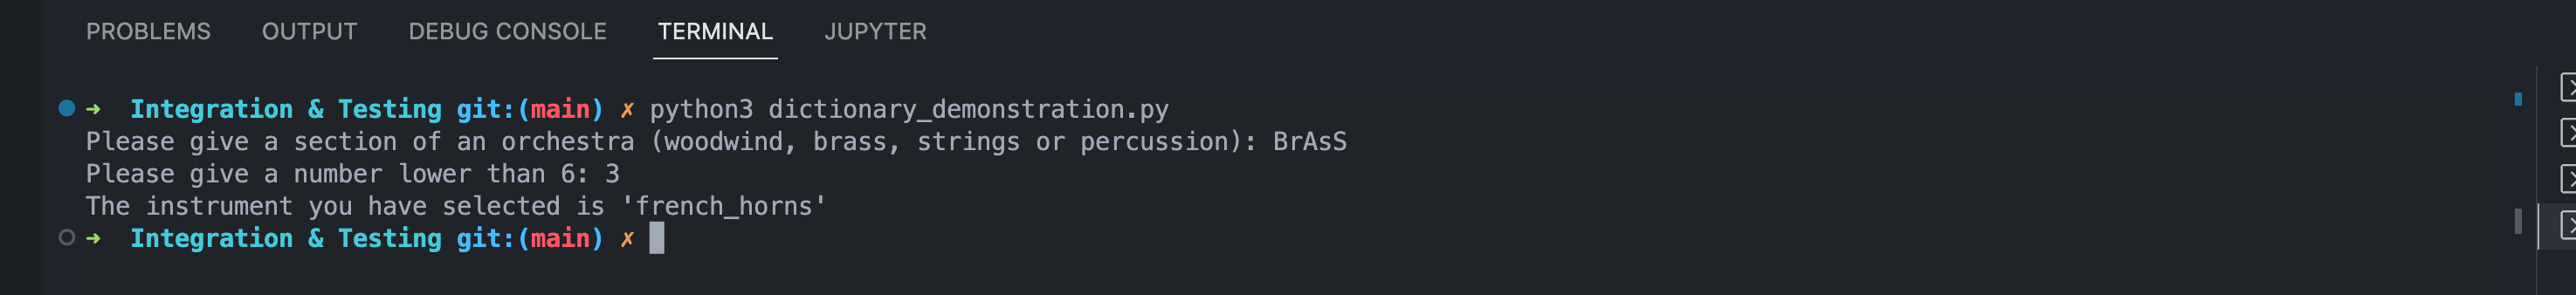 PROBLEMS OUTPUT DEBUG CONSOLE TERMINAL JUPYTER
➜ Integration & Testing git:(main) ✗ python3 dictionary_demonstration.py
Please give a section of an orchestra (woodwind, brass, strings or percussion): BrAsS
Please give a number lower than 6: 3
The instrument you have selected is 'french_horns'
➜ Integration & Testing git:(main) ✗